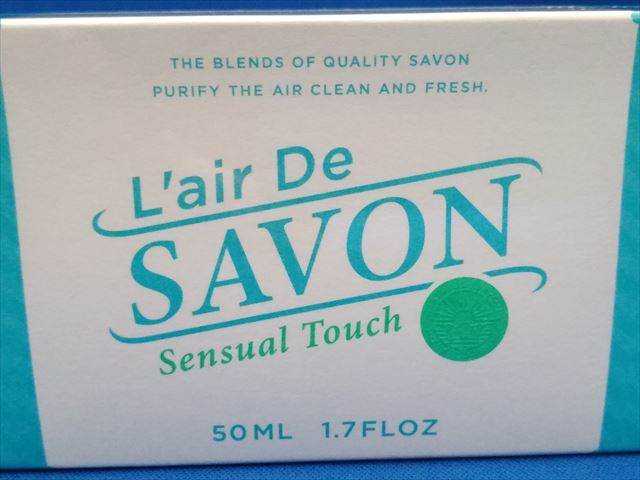 THE BLENDS OF QUALITY SAVON
PURIFY THE AIR CLEAN AND FRESH.
L'air De
SAVON
Sensual Touch
50ML 1.7FLOZ